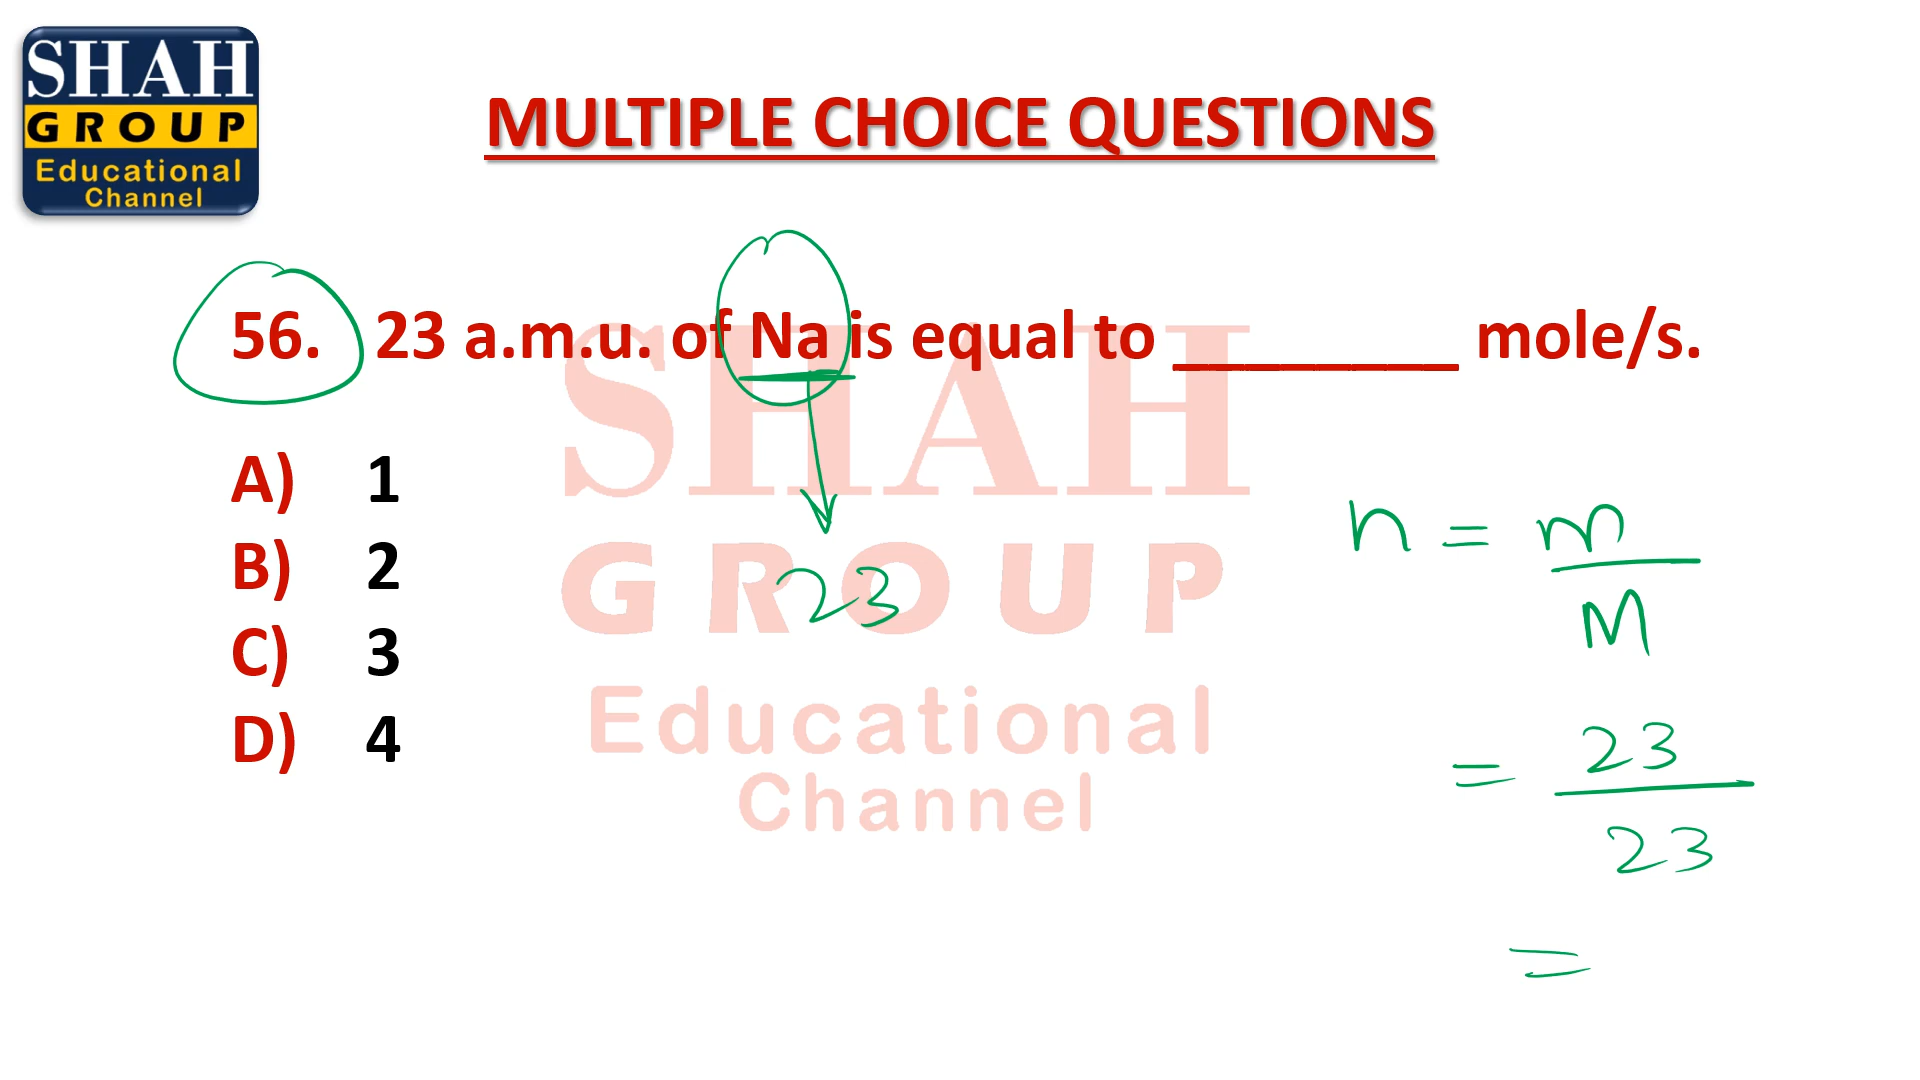 SHAH
GROUP
Educational
Channel
MULTIPLE CHOICE QUESTIONS
56. 23 a.m.u. of Na is equal to __________ mole/s.
A) 1
B) 2
C) 3
D) 4
23
n = m
M
= 23
23
=
SHAH
GROUP
Educational
Channel